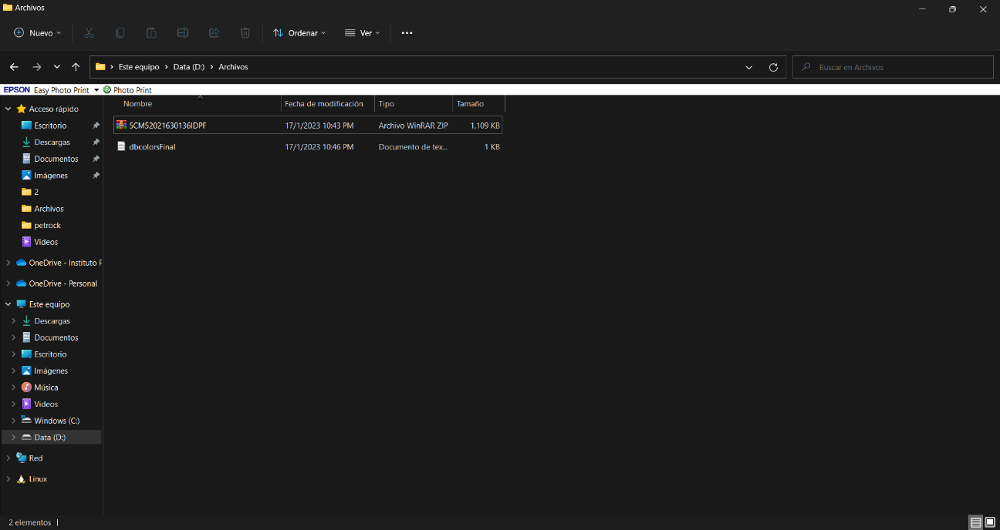 Archivos
Nuevo
Ordenar
Ver
Este equipo
Data (D:)
Archivos
Buscar en Archivos
EPSON Easy Photo Print
Photo Print
Nombre
Fecha de modificación
Tipo
Tamaño
5CM52021630136IDPF
17/1/2023 10:43 PM
Archivo WinRAR ZIP
1,109 KB
dbcolorsFinal
17/1/2023 10:46 PM
Documento de tex...
1 KB
Acceso rápido
Escritorio
Descargas
Documentos
Imágenes
2
Archivos
petrock
Videos
OneDrive - Instituto P
OneDrive - Personal
Este equipo
Descargas
Documentos
Escritorio
Imágenes
Música
Videos
Windows (C:)
Data (D:)
Red
Linux
2 elementos